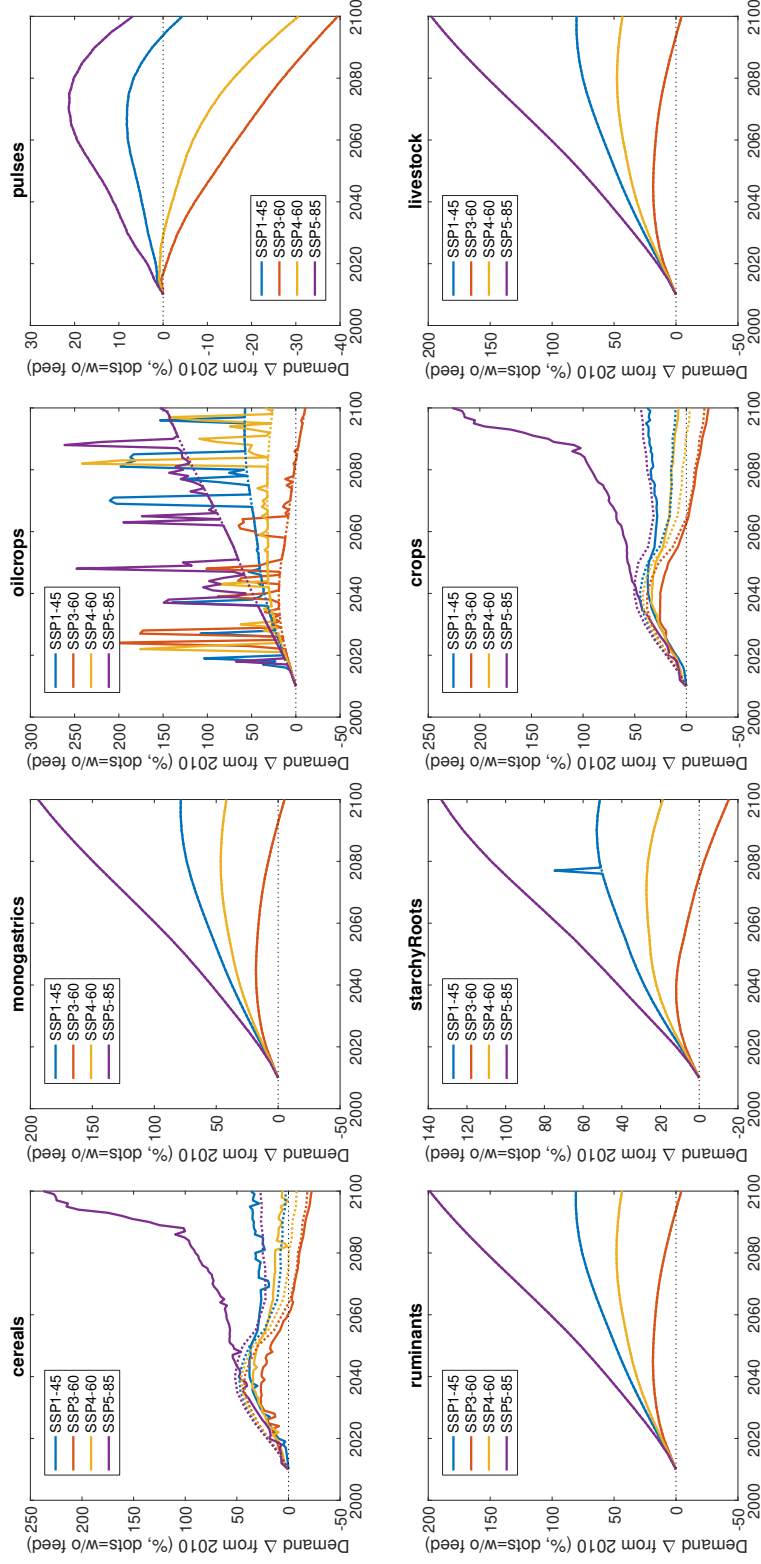 cereals
Demand Δ from 2010 (%, dots=w/o feed)
250
200
150
100
50
0
-50
SSP1-45
SSP3-60
SSP4-60
SSP5-85
2000 2020 2040 2060 2080 2100
monogastrics
Demand Δ from 2010 (%, dots=w/o feed)
200
150
100
50
0
-50
SSP1-45
SSP3-60
SSP4-60
SSP5-85
2000 2020 2040 2060 2080 2100
oilcrops
Demand Δ from 2010 (%, dots=w/o feed)
300
250
200
150
100
50
0
-50
SSP1-45
SSP3-60
SSP4-60
SSP5-85
2000 2020 2040 2060 2080 2100
pulses
Demand Δ from 2010 (%, dots=w/o feed)
30
20
10
0
-10
-20
-30
-40
SSP1-45
SSP3-60
SSP4-60
SSP5-85
2000 2020 2040 2060 2080 2100
ruminants
Demand Δ from 2010 (%, dots=w/o feed)
200
150
100
50
0
-50
SSP1-45
SSP3-60
SSP4-60
SSP5-85
2000 2020 2040 2060 2080 2100
starchyRoots
Demand Δ from 2010 (%, dots=w/o feed)
140
120
100
80
60
40
20
0
-20
SSP1-45
SSP3-60
SSP4-60
SSP5-85
2000 2020 2040 2060 2080 2100
crops
Demand Δ from 2010 (%, dots=w/o feed)
250
200
150
100
50
0
-50
SSP1-45
SSP3-60
SSP4-60
SSP5-85
2000 2020 2040 2060 2080 2100
livestock
Demand Δ from 2010 (%, dots=w/o feed)
200
150
100
50
0
-50
SSP1-45
SSP3-60
SSP4-60
SSP5-85
2000 2020 2040 2060 2080 2100